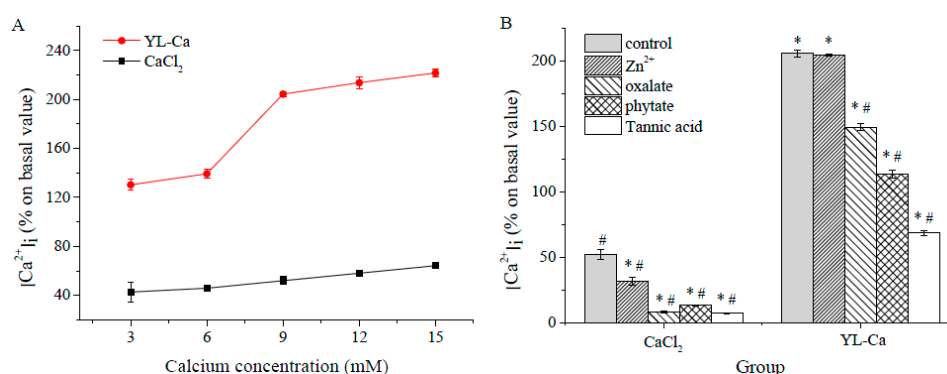 A
YL-Ca
CaCl₂
240
200
160
120
80
40
[Ca²⁺]ᵢ (% on basal value)
3 6 9 12 15
Calcium concentration (mM)
B
control
Zn²⁺
oxalate
phytate
Tannic acid
200
150
100
50
0
[Ca²⁺]ᵢ (% on basal value)
#
* #
* #
* #
* #
*
*
* #
* #
* #
CaCl₂ YL-Ca
Group